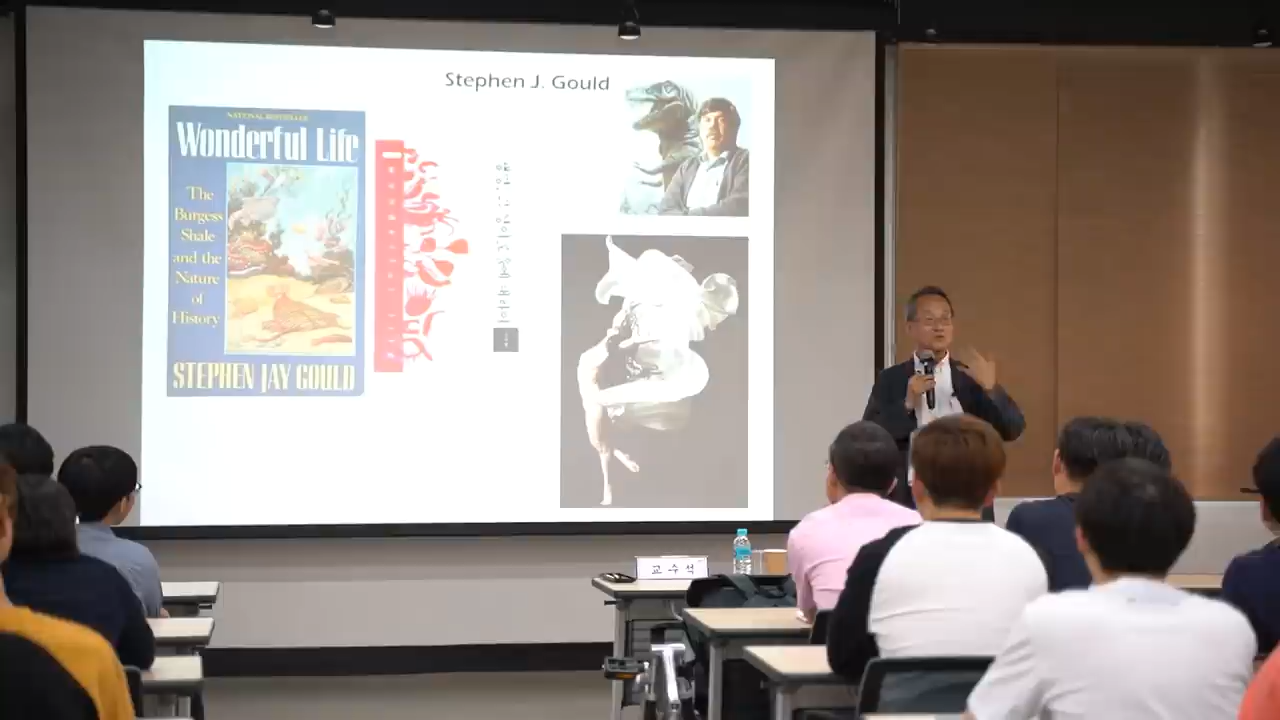 Stephen J. Gould
NATIONAL BESTSELLER
Wonderful Life
The
Burgess
Shale
and the
Nature
of
History
STEPHEN JAY GOULD
교 수 석